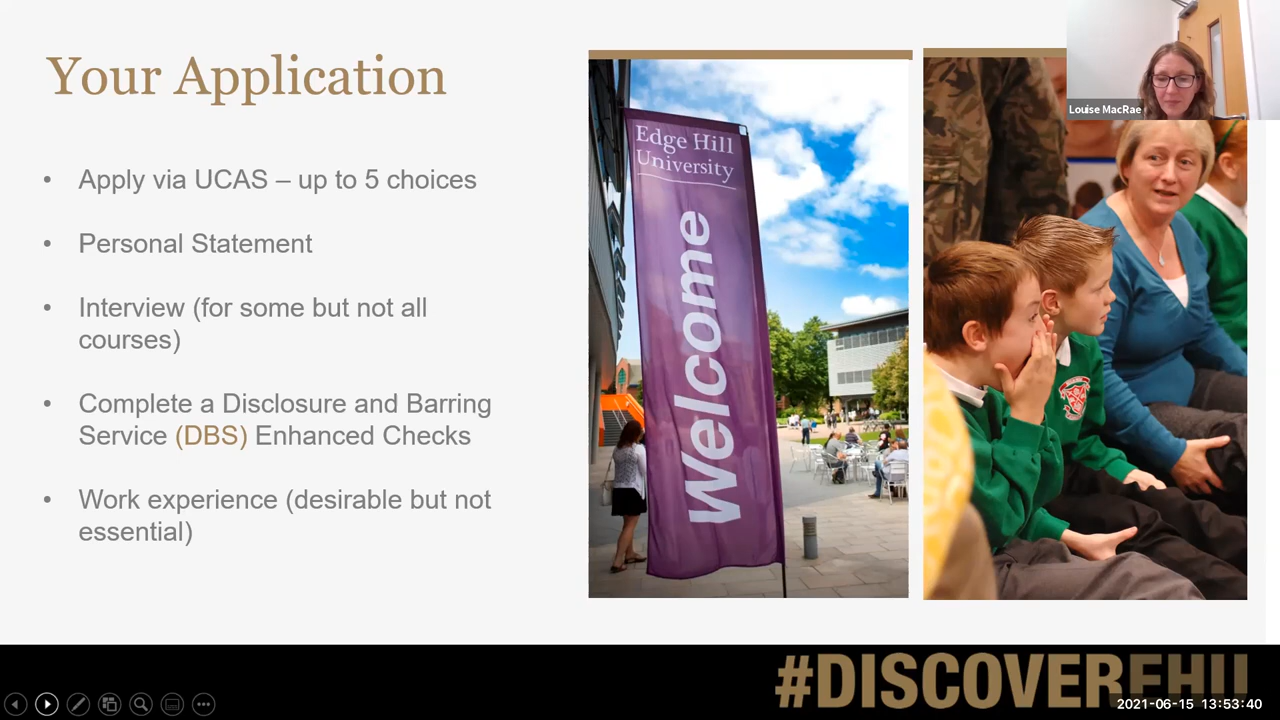 Your Application
• Apply via UCAS – up to 5 choices
• Personal Statement
• Interview (for some but not all
courses)
• Complete a Disclosure and Barring
Service (DBS) Enhanced Checks
• Work experience (desirable but not
essential)
Edge Hill
University
Welcome
Louise MacRae
#DISCOVEREHU
2021-06-15 13:53:40